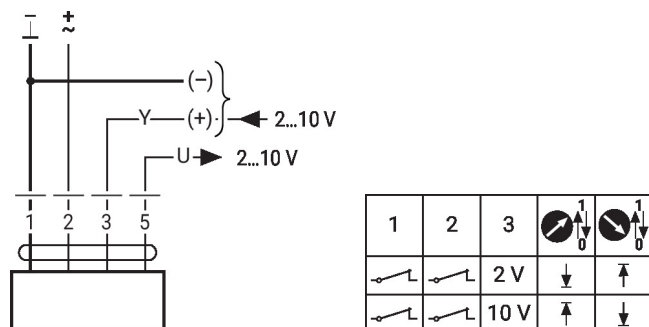 − +
⊥ ~
(−)
Y (+) 2...10 V
U 2...10 V
1 2 3 5
1 2 3 1 0 1 0
2 V
10 V